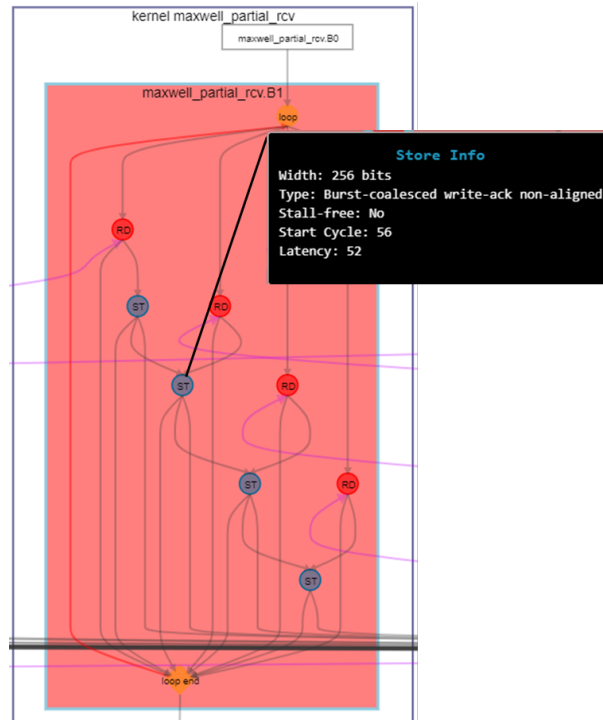 kernel maxwell_partial_rcv
maxwell_partial_rcv.B0
maxwell_partial_rcv.B1
loop
Store Info
Width: 256 bits
Type: Burst-coalesced write-ack non-aligned
Stall-free: No
Start Cycle: 56
Latency: 52
RD
ST
RD
ST
RD
ST
RD
ST
loop end